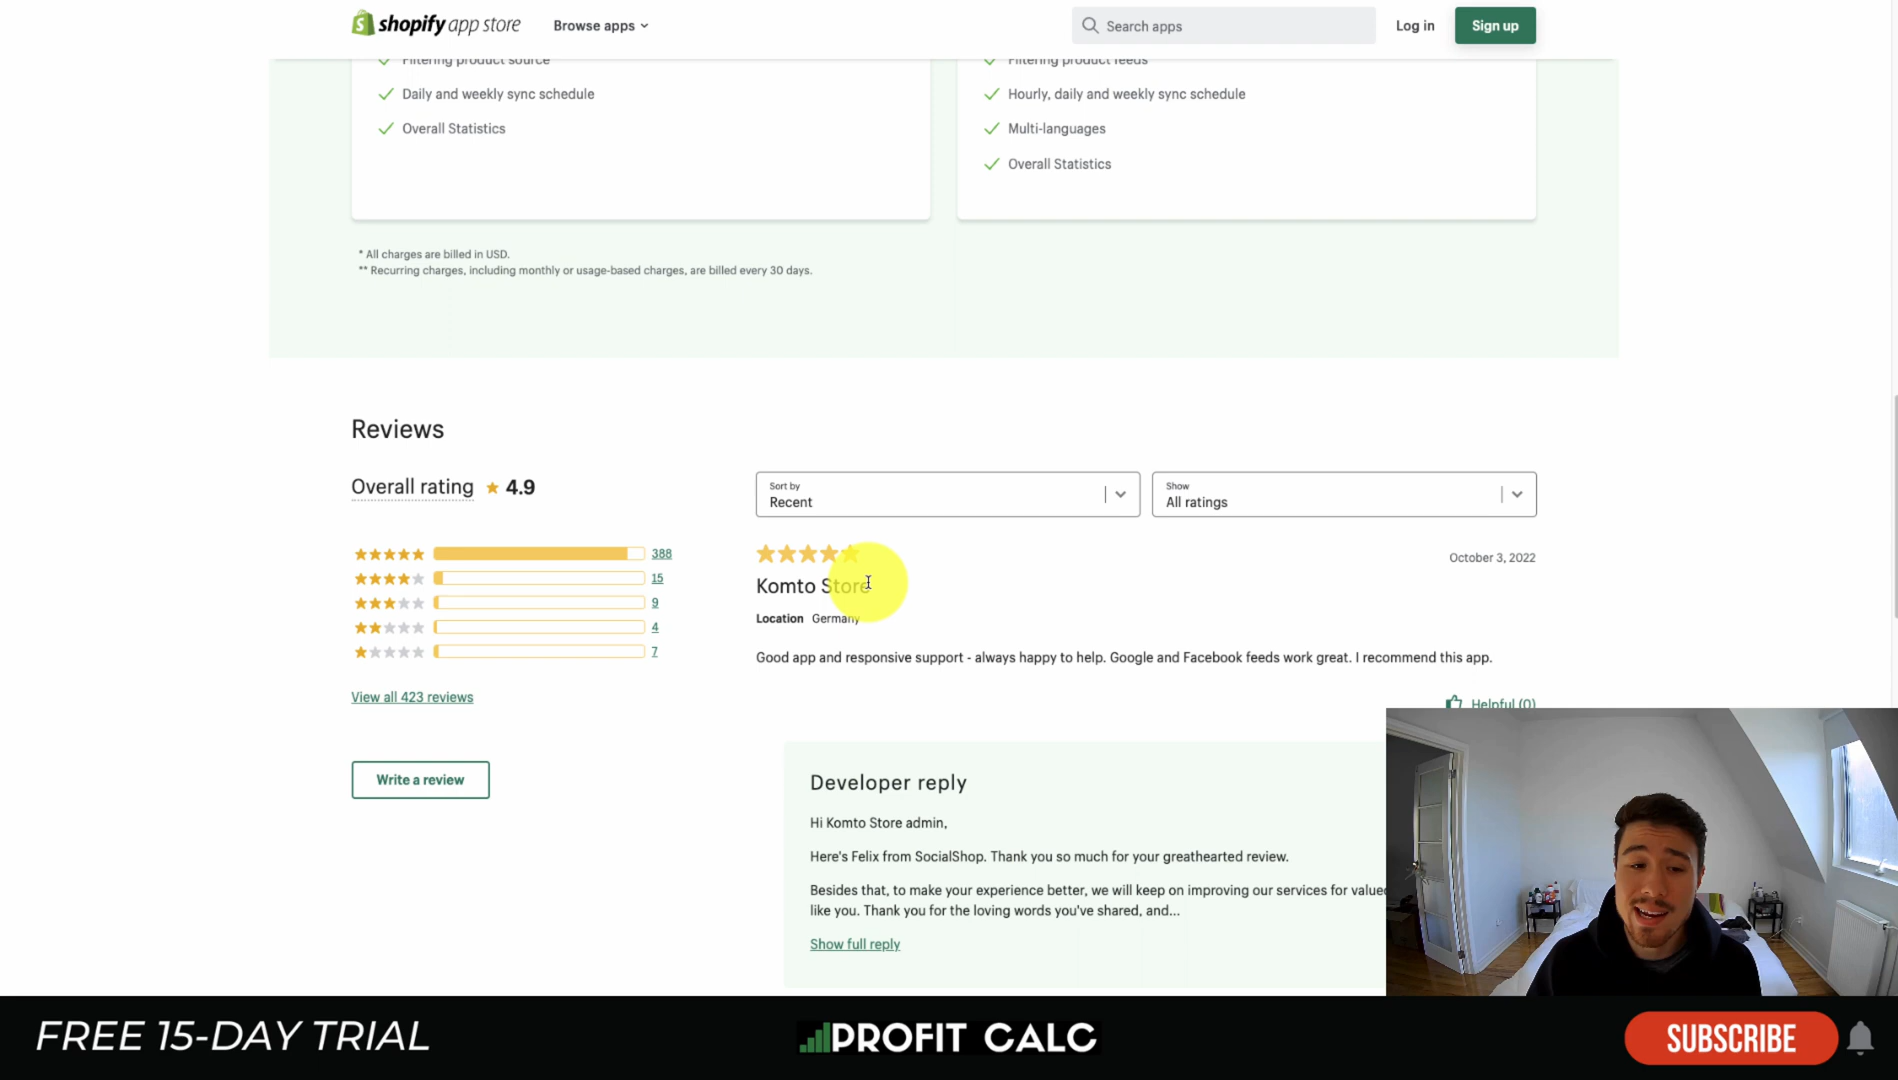 shopify app store
Browse apps
Search apps
Log in
Sign up
Filtering product source
Daily and weekly sync schedule
Overall Statistics
Filtering product feeds
Hourly, daily and weekly sync schedule
Multi-languages
Overall Statistics
* All charges are billed in USD.
** Recurring charges, including monthly or usage-based charges, are billed every 30 days.
Reviews
Overall rating 4.9
388
15
9
4
7
View all 423 reviews
Write a review
Sort by
Recent
Show
All ratings
October 3, 2022
Komto Store
Location Germany
Good app and responsive support - always happy to help. Google and Facebook feeds work great. I recommend this app.
Helpful (0)
Developer reply
Hi Komto Store admin,
Here's Felix from SocialShop. Thank you so much for your greathearted review.
Besides that, to make your experience better, we will keep on improving our services for valued
like you. Thank you for the loving words you've shared, and...
Show full reply
FREE 15-DAY TRIAL
PROFIT CALC
SUBSCRIBE